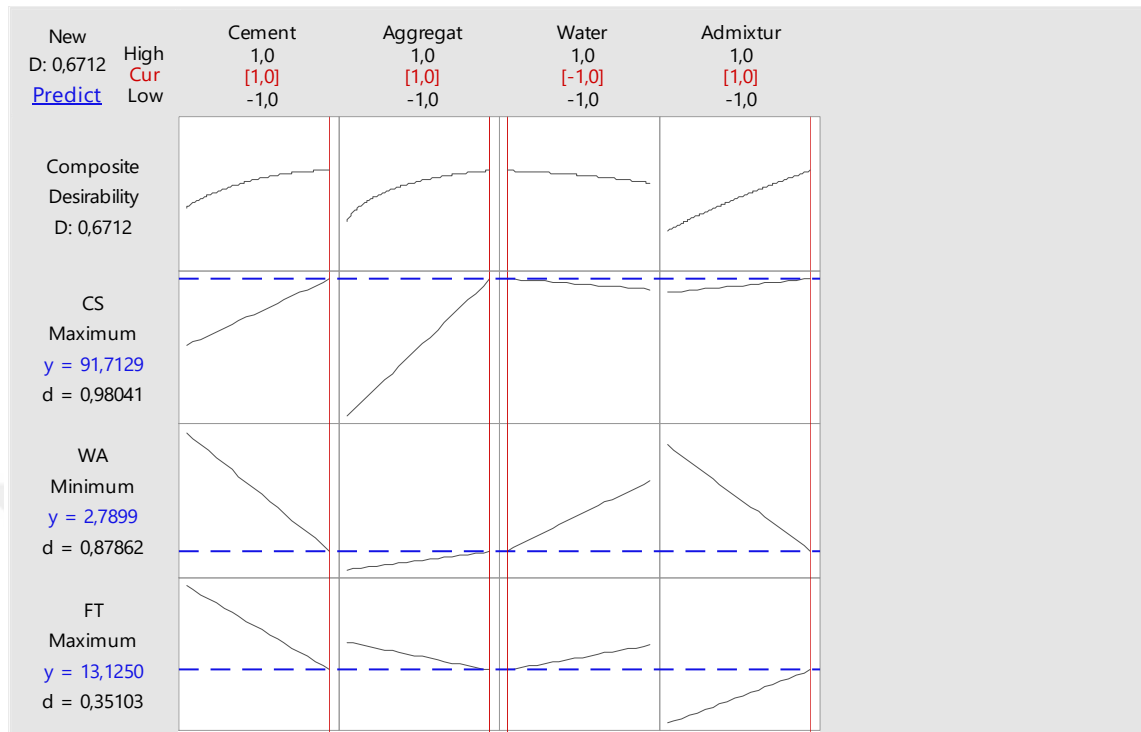 New
D: 0,6712
Predict
High
Cur
Low
Cement
1,0
[1,0]
-1,0
Aggregat
1,0
[1,0]
-1,0
Water
1,0
[-1,0]
-1,0
Admixtur
1,0
[1,0]
-1,0
Composite
Desirability
D: 0,6712
CS
Maximum
y = 91,7129
d = 0,98041
WA
Minimum
y = 2,7899
d = 0,87862
FT
Maximum
y = 13,1250
d = 0,35103